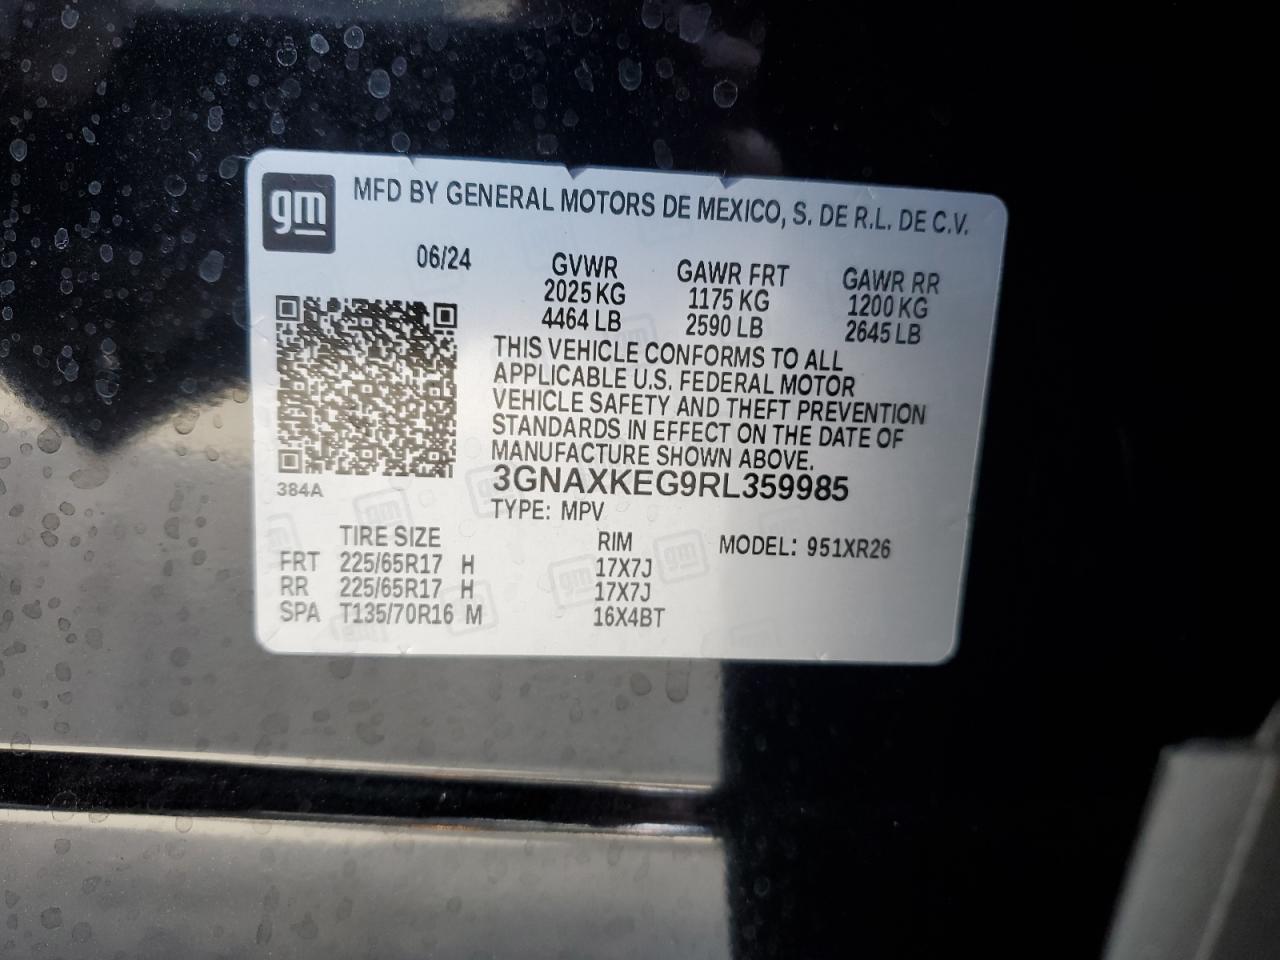 gm
MFD BY GENERAL MOTORS DE MEXICO, S. DE R.L. DE C.V.
06/24 GVWR GAWR FRT GAWR RR
2025 KG 1175 KG 1200 KG
4464 LB 2590 LB 2645 LB
THIS VEHICLE CONFORMS TO ALL
APPLICABLE U.S. FEDERAL MOTOR
VEHICLE SAFETY AND THEFT PREVENTION
STANDARDS IN EFFECT ON THE DATE OF
MANUFACTURE SHOWN ABOVE.
3GNAXKEG9RL359985
384A
TYPE: MPV
TIRE SIZE RIM MODEL: 951XR26
FRT 225/65R17 H 17X7J
RR 225/65R17 H 17X7J
SPA T135/70R16 M 16X4BT